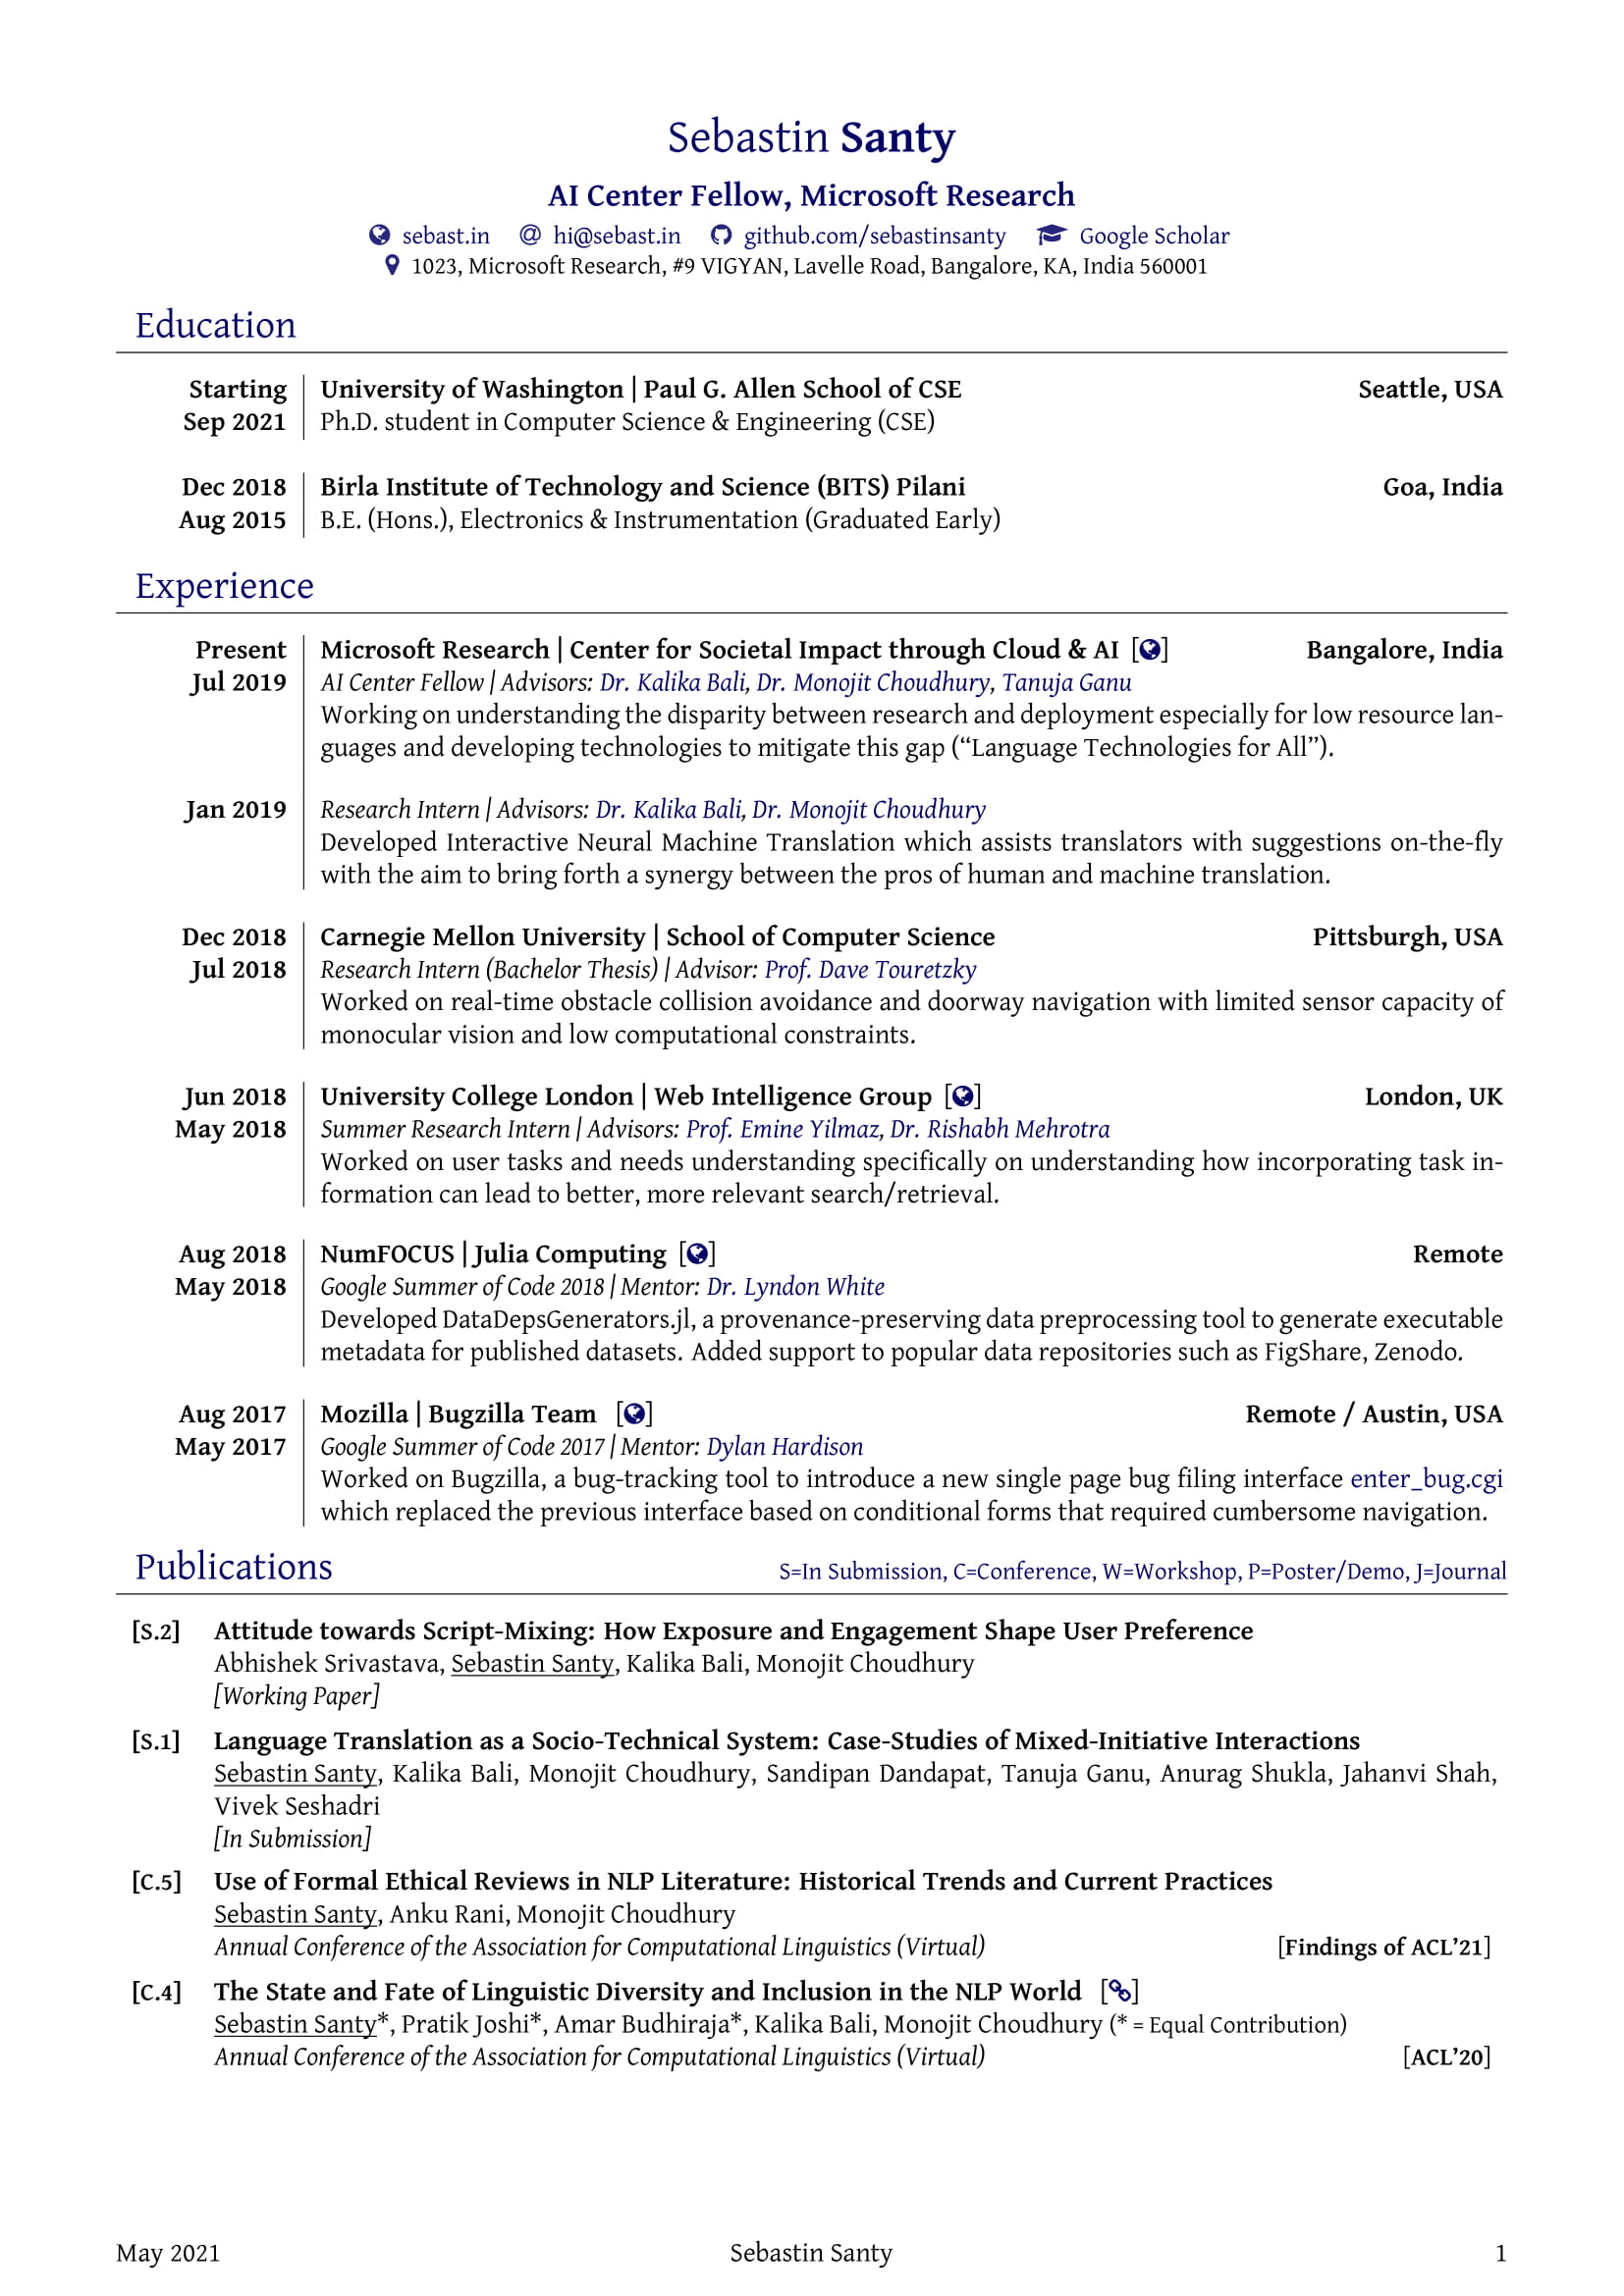 Sebastin Santy
AI Center Fellow, Microsoft Research
sebast.in @ hi@sebast.in github.com/sebastinsanty Google Scholar
1023, Microsoft Research, #9 VIGYAN, Lavelle Road, Bangalore, KA, India 560001
Education
Starting University of Washington | Paul G. Allen School of CSE Seattle, USA
Sep 2021 Ph.D. student in Computer Science & Engineering (CSE)
Dec 2018 Birla Institute of Technology and Science (BITS) Pilani Goa, India
Aug 2015 B.E. (Hons.), Electronics & Instrumentation (Graduated Early)
Experience
Present Microsoft Research | Center for Societal Impact through Cloud & AI [] Bangalore, India
Jul 2019 AI Center Fellow | Advisors: Dr. Kalika Bali, Dr. Monojit Choudhury, Tanuja Ganu
Working on understanding the disparity between research and deployment especially for low resource lan-
guages and developing technologies to mitigate this gap (“Language Technologies for All”).
Jan 2019 Research Intern | Advisors: Dr. Kalika Bali, Dr. Monojit Choudhury
Developed Interactive Neural Machine Translation which assists translators with suggestions on-the-fly
with the aim to bring forth a synergy between the pros of human and machine translation.
Dec 2018 Carnegie Mellon University | School of Computer Science Pittsburgh, USA
Jul 2018 Research Intern (Bachelor Thesis) | Advisor: Prof. Dave Touretzky
Worked on real-time obstacle collision avoidance and doorway navigation with limited sensor capacity of
monocular vision and low computational constraints.
Jun 2018 University College London | Web Intelligence Group [] London, UK
May 2018 Summer Research Intern | Advisors: Prof. Emine Yilmaz, Dr. Rishabh Mehrotra
Worked on user tasks and needs understanding specifically on understanding how incorporating task in-
formation can lead to better, more relevant search/retrieval.
Aug 2018 NumFOCUS | Julia Computing [] Remote
May 2018 Google Summer of Code 2018 | Mentor: Dr. Lyndon White
Developed DataDepsGenerators.jl, a provenance-preserving data preprocessing tool to generate executable
metadata for published datasets. Added support to popular data repositories such as FigShare, Zenodo.
Aug 2017 Mozilla | Bugzilla Team [] Remote / Austin, USA
May 2017 Google Summer of Code 2017 | Mentor: Dylan Hardison
Worked on Bugzilla, a bug-tracking tool to introduce a new single page bug filing interface enter_bug.cgi
which replaced the previous interface based on conditional forms that required cumbersome navigation.
Publications S=In Submission, C=Conference, W=Workshop, P=Poster/Demo, J=Journal
[S.2] Attitude towards Script-Mixing: How Exposure and Engagement Shape User Preference
Abhishek Srivastava, Sebastin Santy, Kalika Bali, Monojit Choudhury
[Working Paper]
[S.1] Language Translation as a Socio-Technical System: Case-Studies of Mixed-Initiative Interactions
Sebastin Santy, Kalika Bali, Monojit Choudhury, Sandipan Dandapat, Tanuja Ganu, Anurag Shukla, Jahanvi Shah,
Vivek Seshadri
[In Submission]
[C.5] Use of Formal Ethical Reviews in NLP Literature: Historical Trends and Current Practices
Sebastin Santy, Anku Rani, Monojit Choudhury
Annual Conference of the Association for Computational Linguistics (Virtual) [Findings of ACL’21]
[C.4] The State and Fate of Linguistic Diversity and Inclusion in the NLP World []
Sebastin Santy*, Pratik Joshi*, Amar Budhiraja*, Kalika Bali, Monojit Choudhury (* = Equal Contribution)
Annual Conference of the Association for Computational Linguistics (Virtual) [ACL’20]
May 2021 Sebastin Santy 1